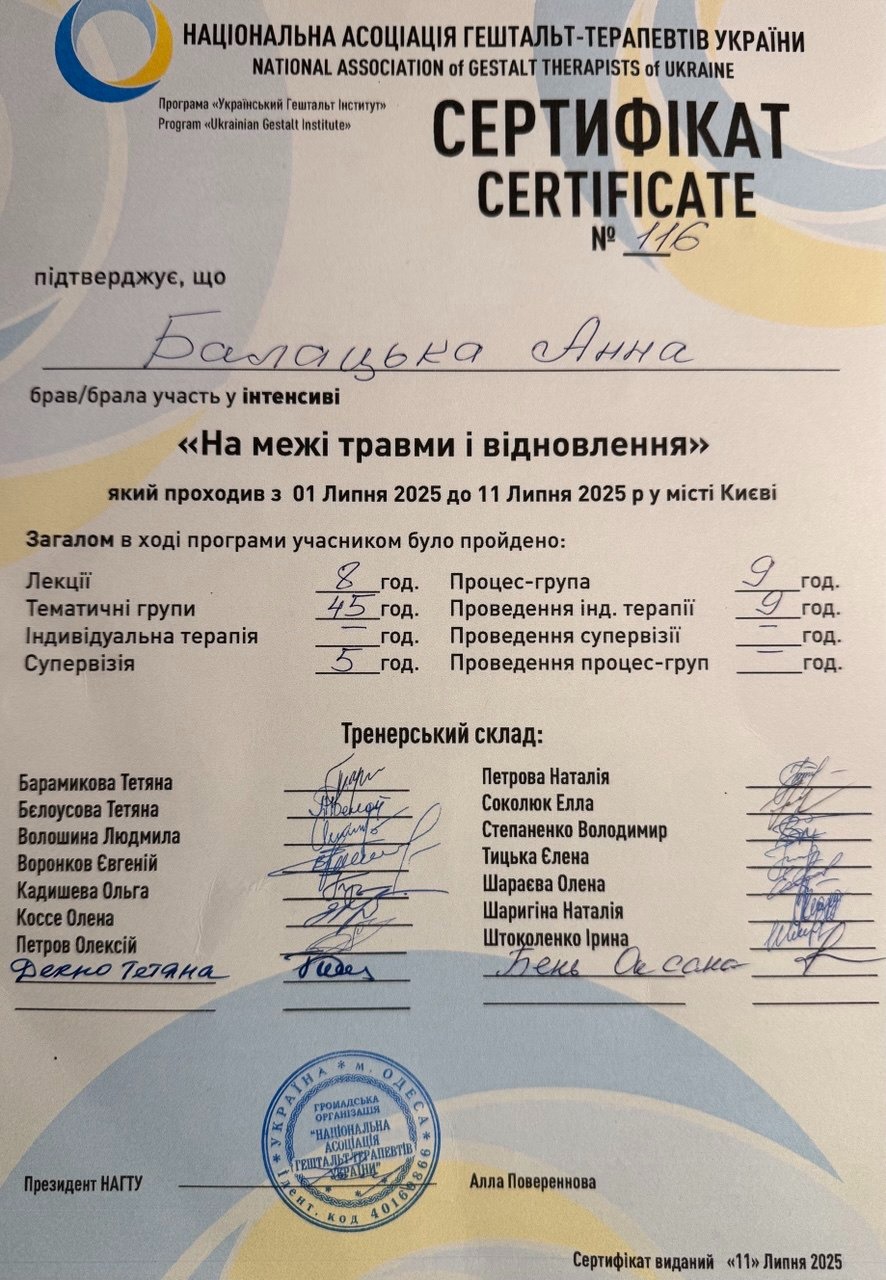 НАЦІОНАЛЬНА АСОЦІАЦІЯ ГЕШТАЛЬТ-ТЕРАПЕВТІВ УКРАЇНИ
NATIONAL ASSOCIATION of GESTALT THERAPISTS of UKRAINE
Програма «Український Гештальт Інститут»
Program «Ukrainian Gestalt Institute»
СЕРТИФІКАТ
CERTIFICATE
№ 116
підтверджує, що
Балацька Анна
брав/брала участь у інтенсиві
«На межі травми і відновлення»
який проходив з 01 Липня 2025 до 11 Липня 2025 р у місті Києві
Загалом в ході програми учасником було пройдено:
Лекції 8 год. Процес-група 9 год.
Тематичні групи 45 год. Проведення інд. терапії 9 год.
Індивідуальна терапія – год. Проведення супервізії – год.
Супервізія 5 год. Проведення процес-груп – год.
Тренерський склад:
Барамикова Тетяна Петрова Наталія
Бєлоусова Тетяна Соколюк Елла
Волошина Людмила Степаненко Володимир
Воронков Євгеній Тицька Єлена
Кадишева Ольга Шараєва Олена
Коссе Олена Шаригіна Наталія
Петров Олексій Штоколенко Ірина
Дехно Тетяна Бень Оксана
УКРАЇНА * м. ОДЕСА
ГРОМАДСЬКА
ОРГАНІЗАЦІЯ
"НАЦІОНАЛЬНА
АСОЦІАЦІЯ
ГЕШТАЛЬТ-ТЕРАПЕВТІВ
УКРАЇНИ"
Ідент. код 40160866
Президент НАГТУ Алла Повереннова
Сертифікат виданий «11» Липня 2025